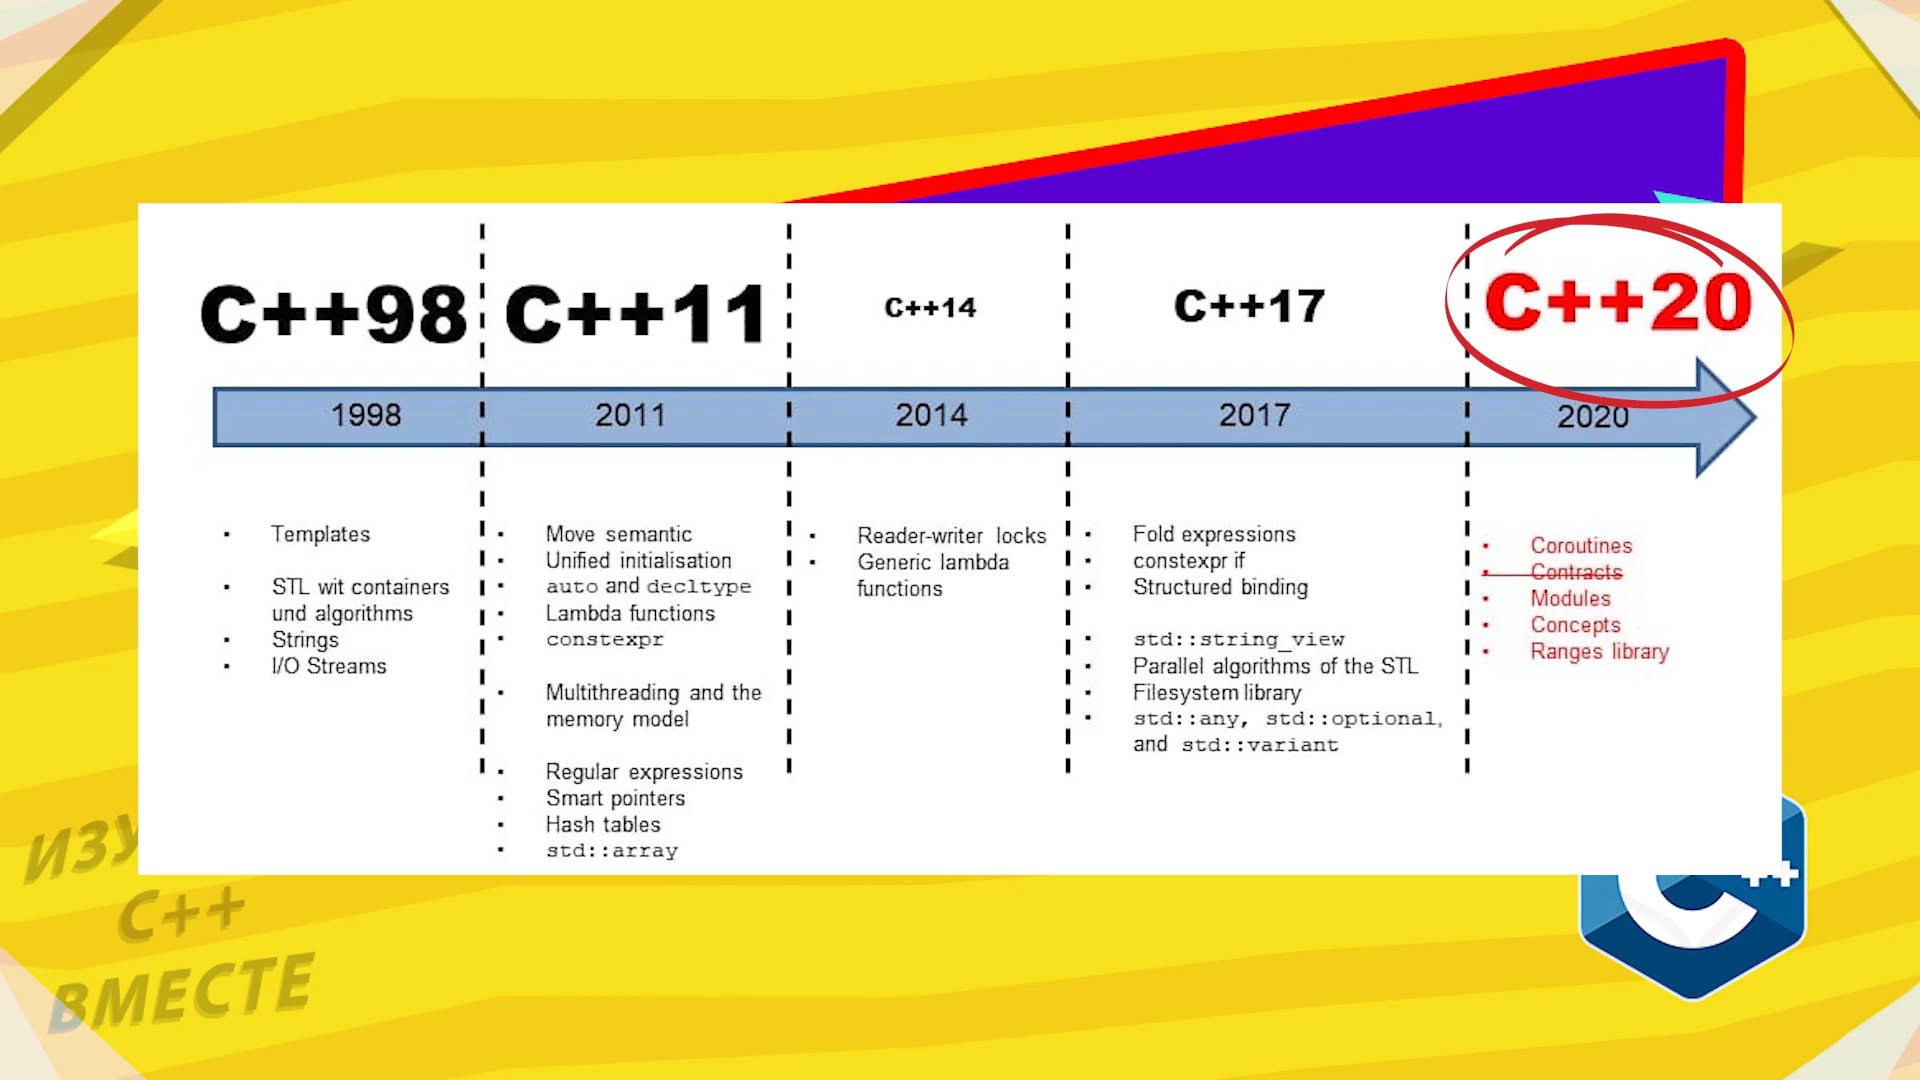 C++98
C++11
C++14
C++17
C++20
1998
2011
2014
2017
2020
▪ Templates
▪ STL wit containers
und algorithms
▪ Strings
▪ I/O Streams
▪ Move semantic
▪ Unified initialisation
▪ auto and decltype
▪ Lambda functions
▪ constexpr
▪ Multithreading and the
memory model
▪ Regular expressions
▪ Smart pointers
▪ Hash tables
▪ std::array
▪ Reader-writer locks
▪ Generic lambda
functions
▪ Fold expressions
▪ constexpr if
▪ Structured binding
▪ std::string_view
▪ Parallel algorithms of the STL
▪ Filesystem library
▪ std::any, std::optional,
and std::variant
▪ Coroutines
▪ Contracts
▪ Modules
▪ Concepts
▪ Ranges library
ИЗУ
C++
ВМЕСТЕ
C++